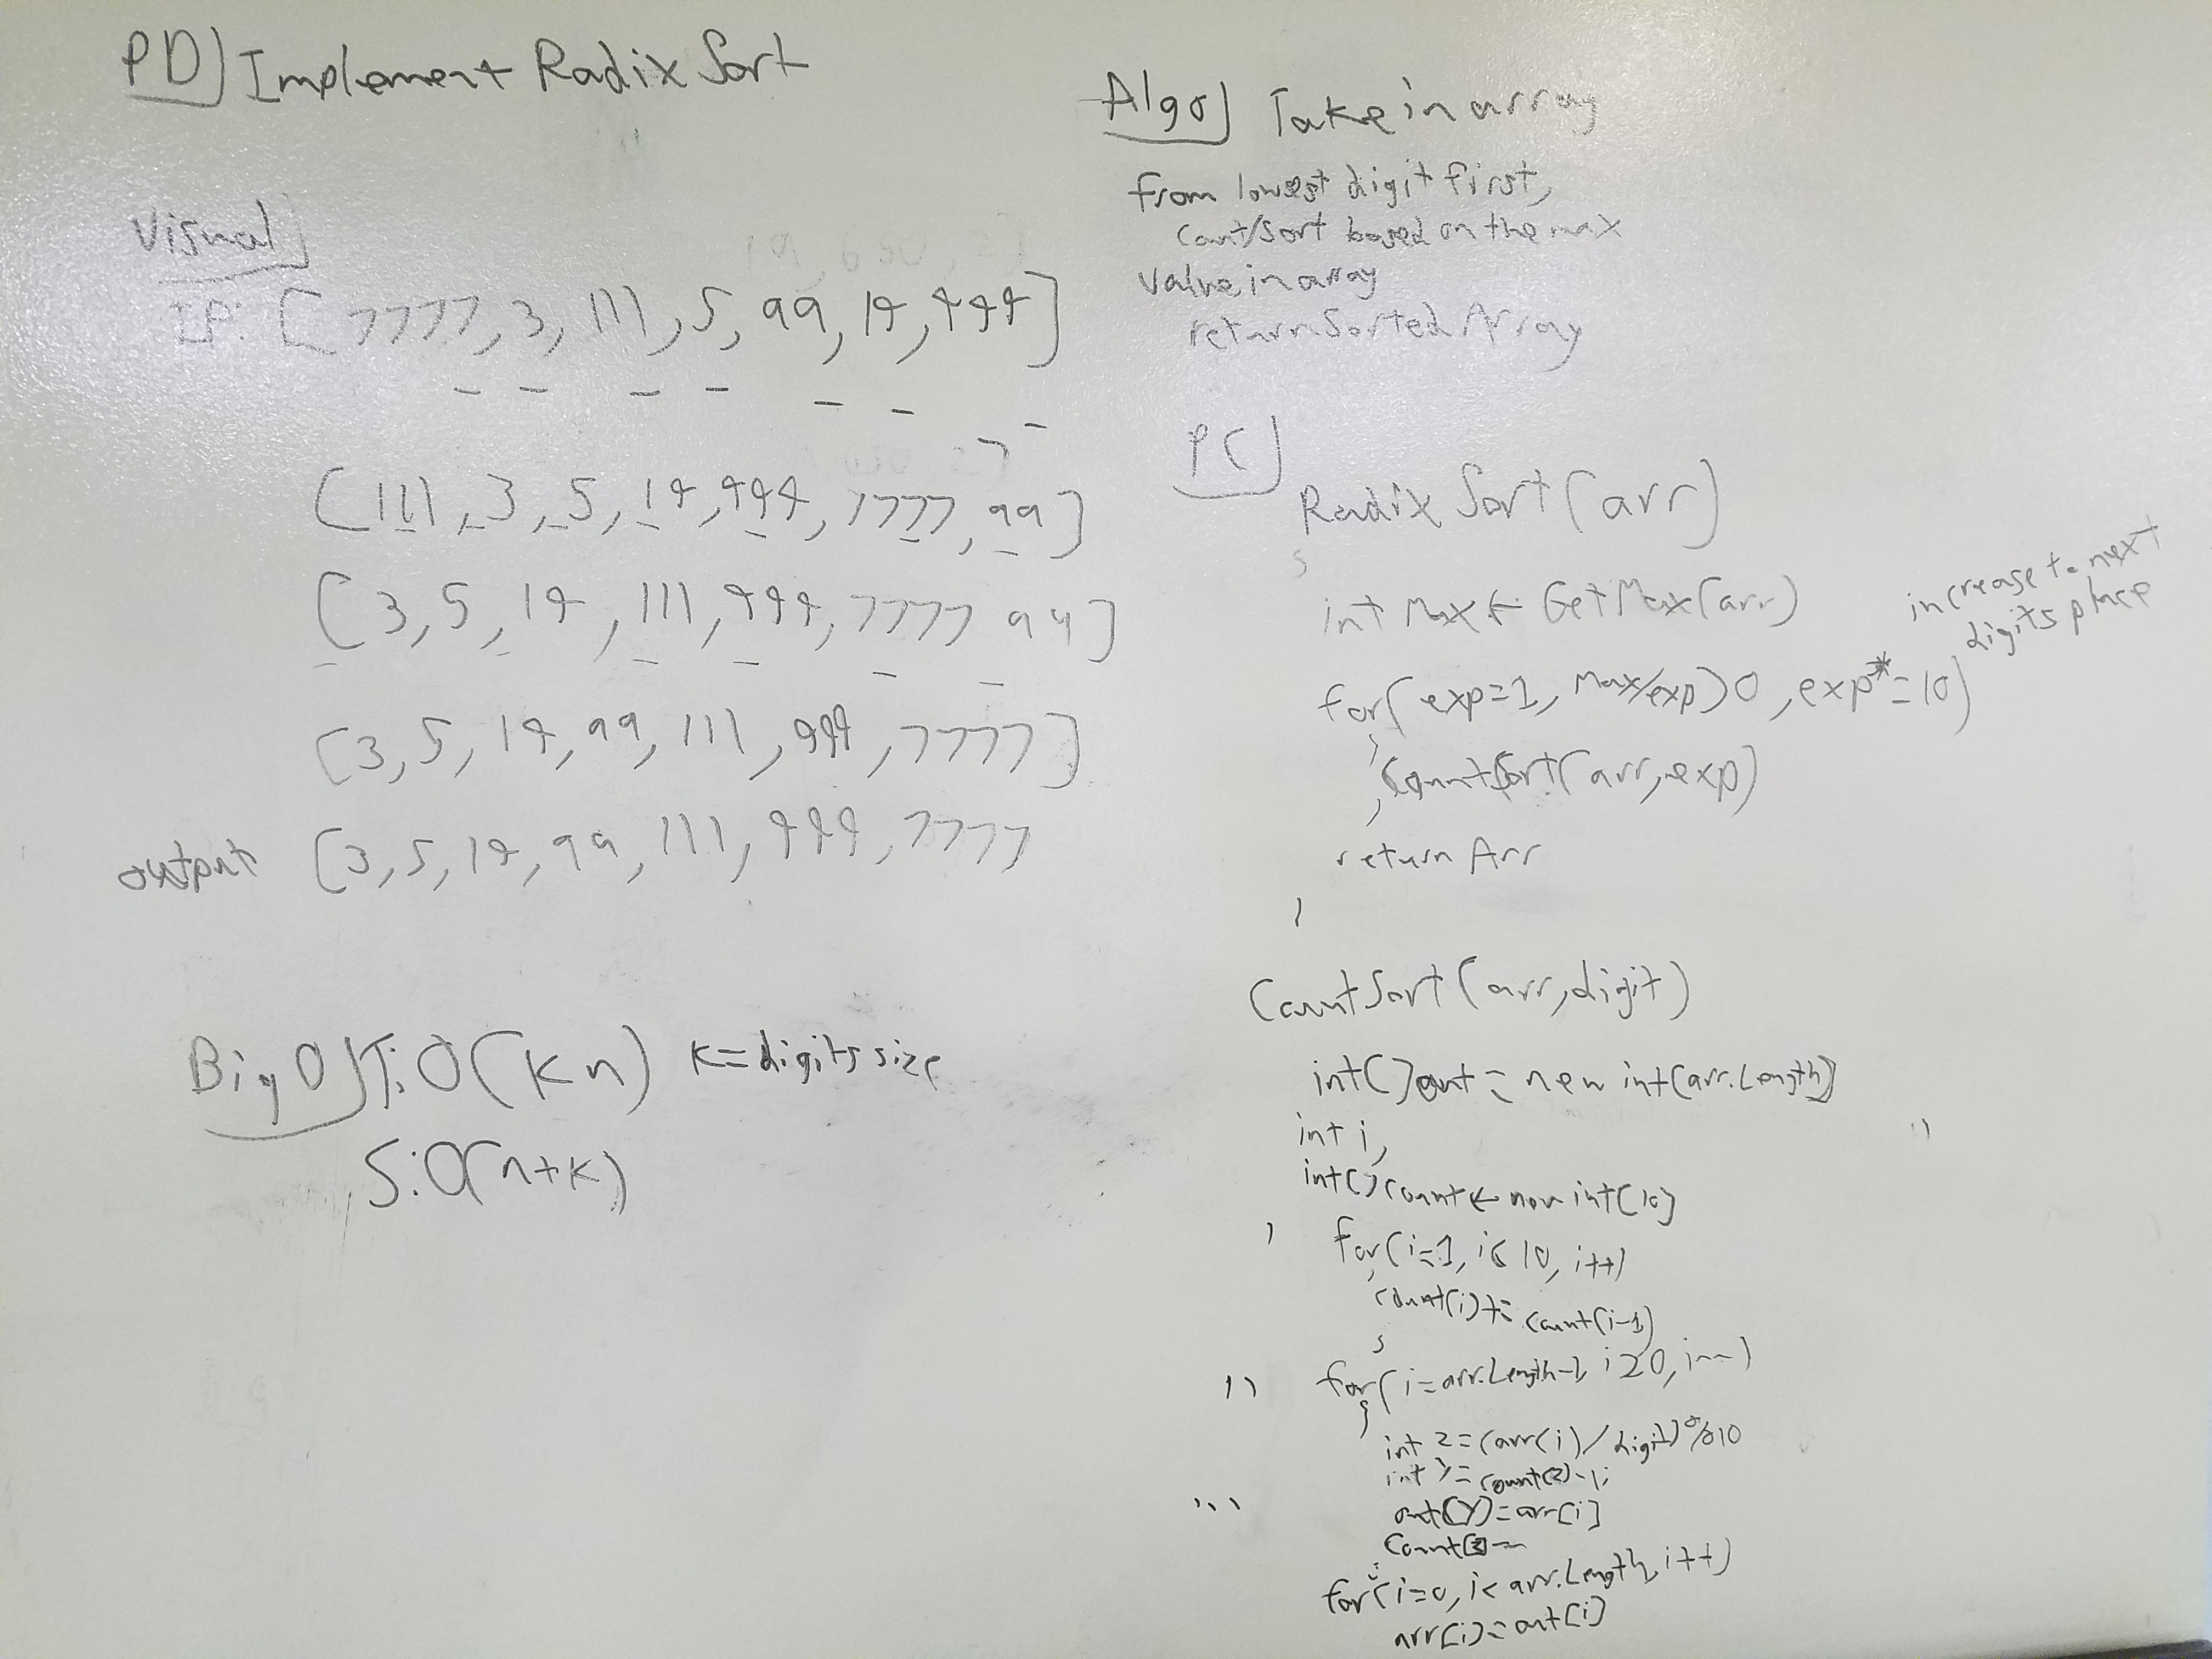 PD] Implement Radix Sort
Visual]
IP: [7777, 3, 111, 5, 99, 14, 444]
[111, 3, 5, 14, 444, 7777, 99]
[3, 5, 14, 111, 444, 7777, 99]
[3, 5, 14, 99, 111, 444, 7777]
output [3, 5, 14, 99, 111, 444, 7777
Big O] T: O(kn) k=digits size
S: O(n+k)
Algo] Take in array
from lowest digit first,
Count/Sort based on the max
value in array
return Sorted Array
PC]
Radix Sort(arr)
int Max ← GetMax(arr)
increase to next
digits place
for(exp=1, Max/exp>0, exp*=10)
CountSort(arr,exp)
return Arr
CountSort(arr,digit)
int[] out = new int[arr.Length]
int i,
int[] count ← new int[10]
for(i=1, i<10, i++)
count[i]+= count[i-1]
for(i=arr.Length-1, i≥0, i--)
int z=(arr[i]/digit)%10
int y=count[z]-1;
out[y]=arr[i]
count[z]--
for(i=0, i<arr.Length, i++)
arr[i]=out[i]